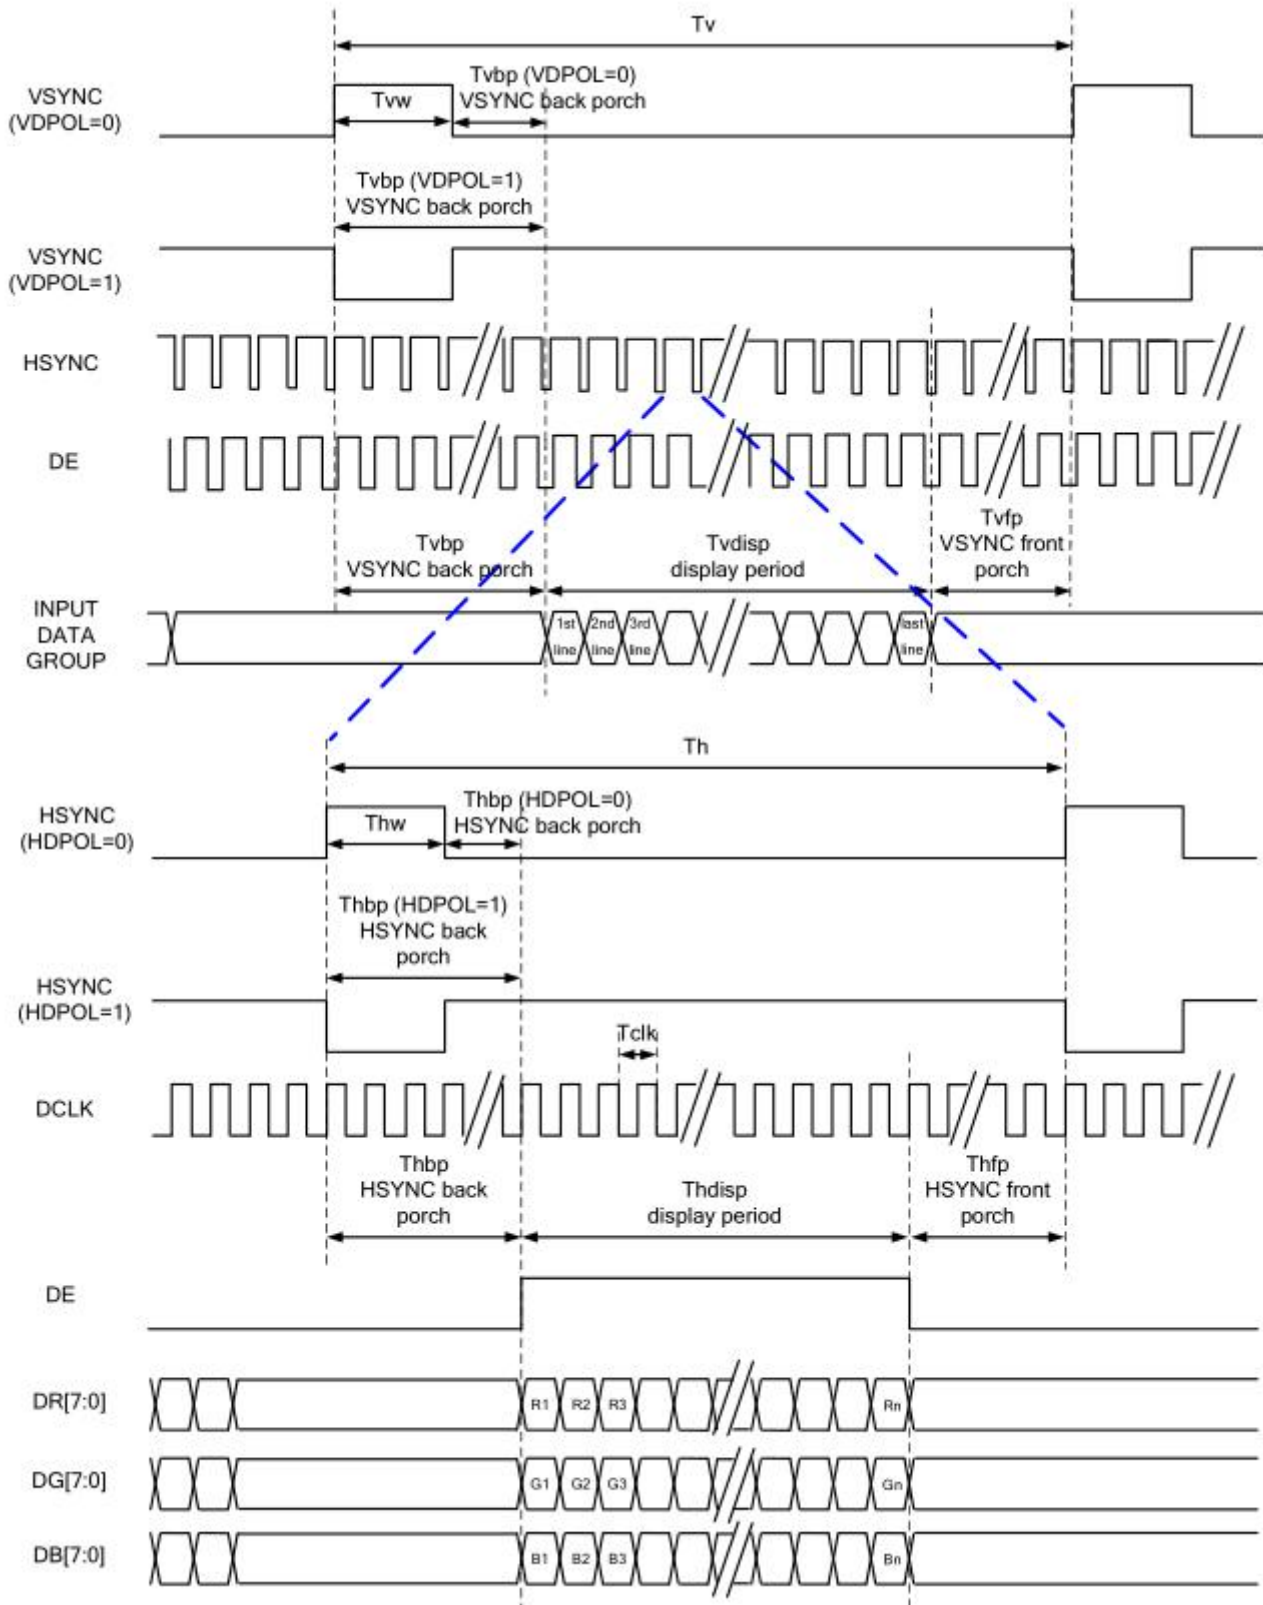 Tv
VSYNC
(VDPOL=0)
Tvw
Tvbp (VDPOL=0)
VSYNC back porch
Tvbp (VDPOL=1)
VSYNC back porch
VSYNC
(VDPOL=1)
HSYNC
DE
Tvbp
VSYNC back porch
Tvdisp
display period
Tvfp
VSYNC front
porch
INPUT
DATA
GROUP
1st
line
2nd
line
3rd
line
last
line
Th
HSYNC
(HDPOL=0)
Thw
Thbp (HDPOL=0)
HSYNC back porch
Thbp (HDPOL=1)
HSYNC back
porch
HSYNC
(HDPOL=1)
Tclk
DCLK
Thbp
HSYNC back
porch
Thdisp
display period
Thfp
HSYNC front
porch
DE
DR[7:0]
R1 R2 R3 Rn
DG[7:0]
G1 G2 G3 Gn
DB[7:0]
B1 B2 B3 Bn